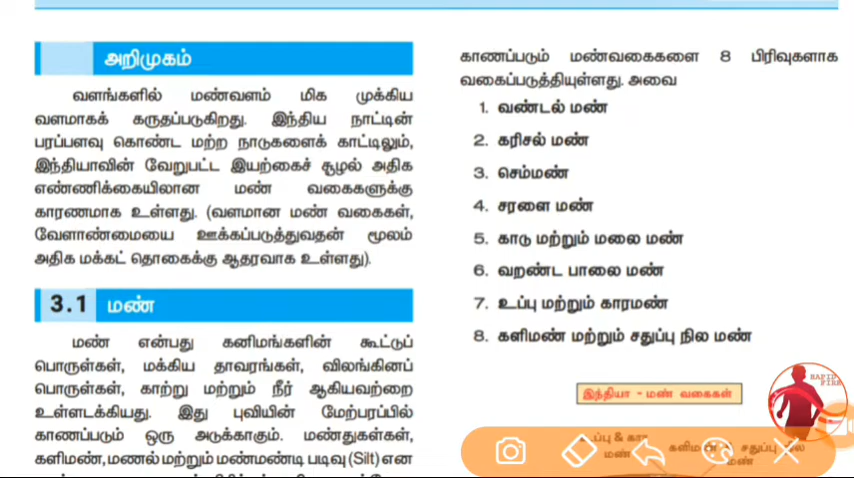 அறிமுகம்
வளங்களில் மண்வளம் மிக முக்கிய
வளமாகக் கருதப்படுகிறது. இந்திய நாட்டின்
பரப்பளவு கொண்ட மற்ற நாடுகளைக் காட்டிலும்,
இந்தியாவின் வேறுபட்ட இயற்கைச் சூழல் அதிக
எண்ணிக்கையிலான மண் வகைகளுக்கு
காரணமாக உள்ளது. (வளமான மண் வகைகள்,
வேளாண்மையை ஊக்கப்படுத்துவதன் மூலம்
அதிக மக்கட் தொகைக்கு ஆதரவாக உள்ளது).
3.1 மண்
மண் என்பது கனிமங்களின் கூட்டுப்
பொருள்கள், மக்கிய தாவரங்கள், விலங்கினப்
பொருள்கள், காற்று மற்றும் நீர் ஆகியவற்றை
உள்ளடக்கியது. இது புவியின் மேற்பரப்பில்
காணப்படும் ஒரு அடுக்காகும். மண்துகள்கள்,
களிமண், மணல் மற்றும் மண்மண்டி படிவு (Silt) என
காணப்படும் மண்வகைகளை 8 பிரிவுகளாக
வகைப்படுத்தியுள்ளது. அவை
1. வண்டல் மண்
2. கரிசல் மண்
3. செம்மண்
4. சரளை மண்
5. காடு மற்றும் மலை மண்
6. வறண்ட பாலை மண்
7. உப்பு மற்றும் காரமண்
8. களிமண் மற்றும் சதுப்பு நில மண்
இந்தியா - மண் வகைகள்
RAPID
FIRE
சதுப்பு நில
மண் மண்